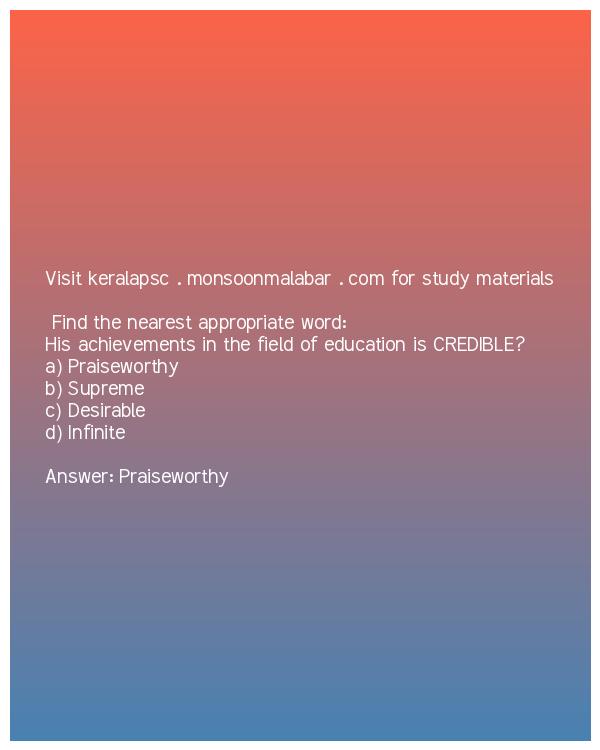 Visit keralapsc . monsoonmalabar . com for study materials
Find the nearest appropriate word:
His achievements in the field of education is CREDIBLE?
a) Praiseworthy
b) Supreme
c) Desirable
d) Infinite
Answer: Praiseworthy